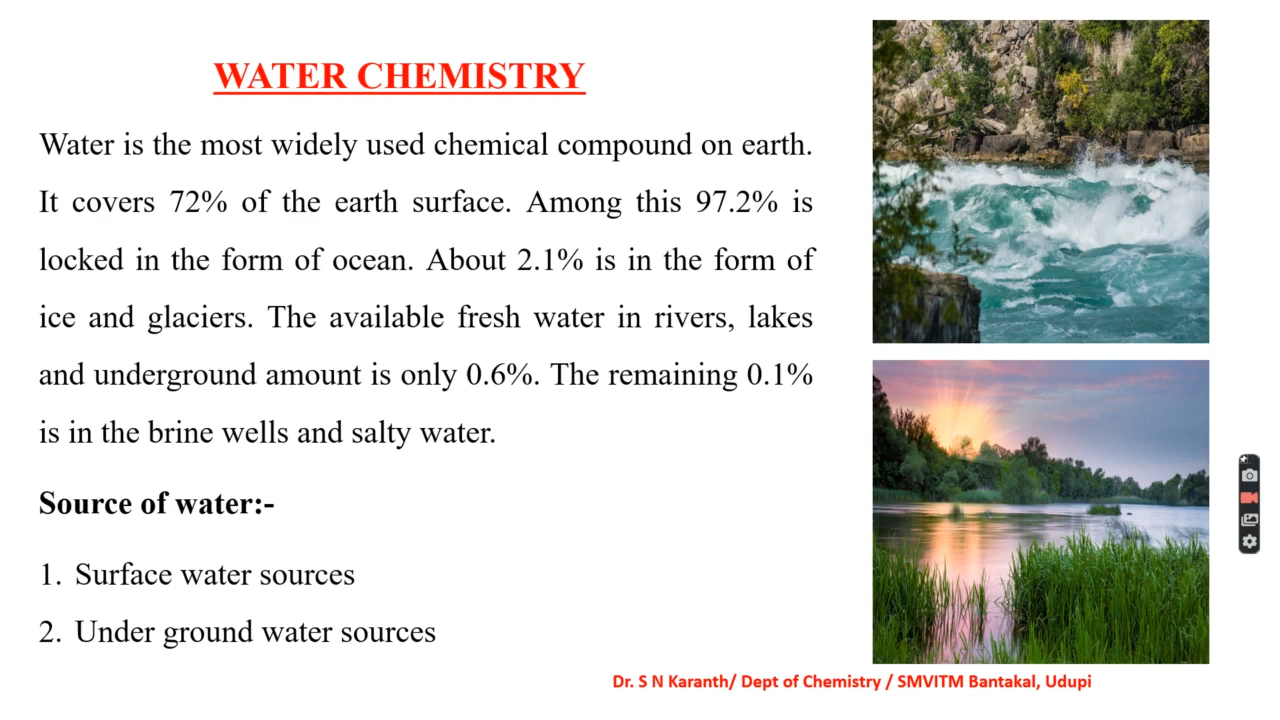 WATER CHEMISTRY
Water is the most widely used chemical compound on earth.
It covers 72% of the earth surface. Among this 97.2% is
locked in the form of ocean. About 2.1% is in the form of
ice and glaciers. The available fresh water in rivers, lakes
and underground amount is only 0.6%. The remaining 0.1%
is in the brine wells and salty water.
Source of water:-
1. Surface water sources
2. Under ground water sources
Dr. S N Karanth/ Dept of Chemistry / SMVITM Bantakal, Udupi